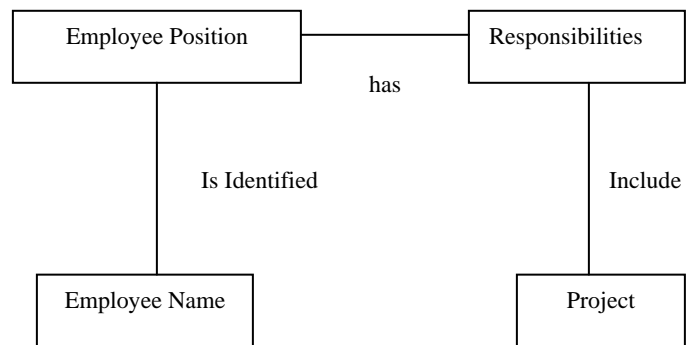 Employee Position
Responsibilities
has
Is Identified
Include
Employee Name
Project